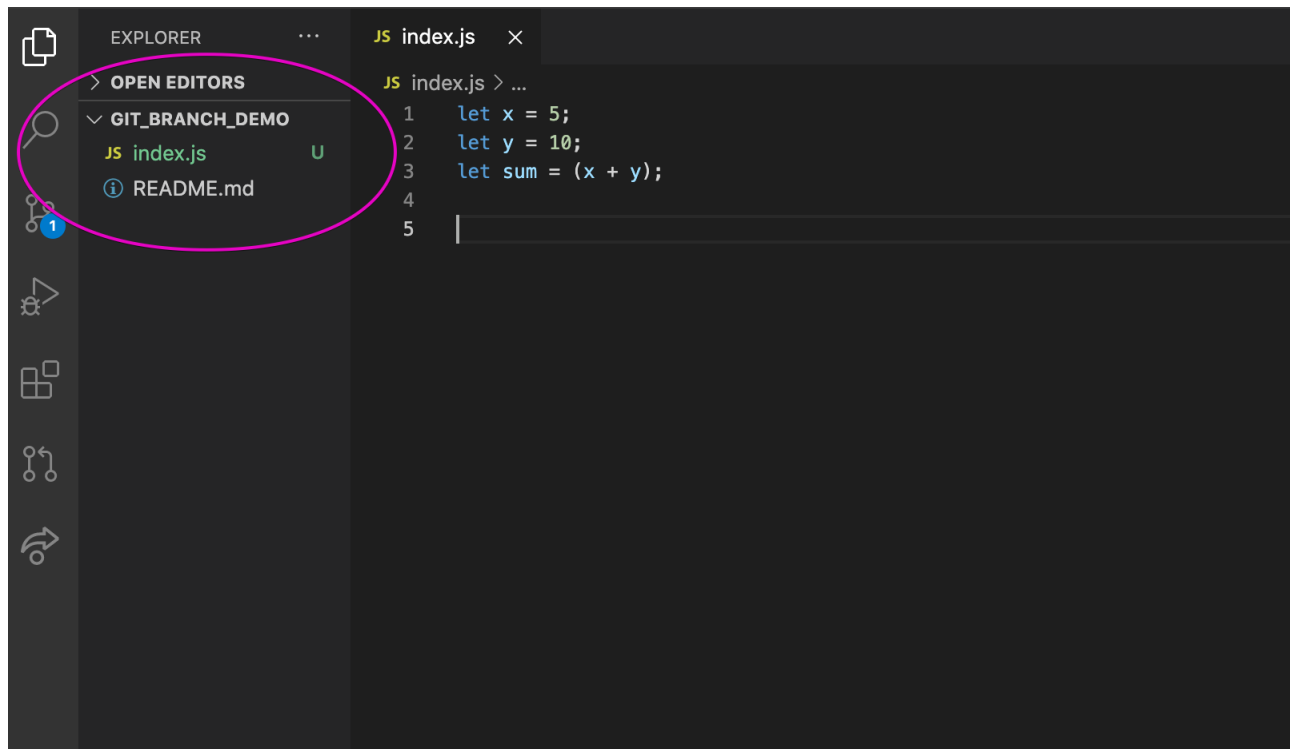 EXPLORER ...
> OPEN EDITORS
GIT_BRANCH_DEMO
JS index.js U
README.md
1
JS index.js
JS index.js > ...
1 let x = 5;
2 let y = 10;
3 let sum = (x + y);
4
5